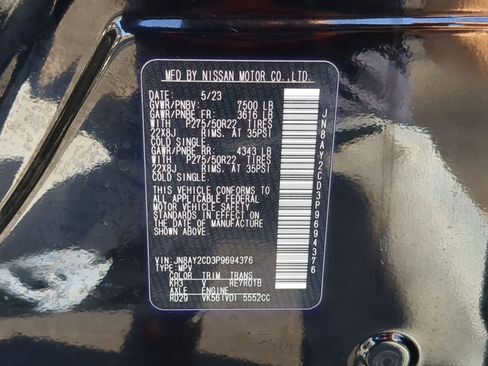 MFD BY NISSAN MOTOR CO.,LTD.
DATE: 5/23
GVWR/PNBV: 7500 LB
GAWR/PNBE FR: 3616 LB
WITH P275/50R22 TIRES
22X8J RIMS. AT 35PSI
COLD SINGLE.
GAWR/PNBE RR: 4343 LB
WITH P275/50R22 TIRES
22X8J RIMS. AT 35PSI
COLD SINGLE.
THIS VEHICLE CONFORMS TO
ALL APPLICABLE FEDERAL
MOTOR VEHICLE SAFETY
STANDARDS IN EFFECT ON
THE DATE OF MANUFACTURE
SHOWN ABOVE.
VIN: JN8AY2CD3P9694376
TYPE: MPV
COLOR TRIM TRANS
KH3 V RE7R01B
AXLE ENGINE
RD29 VK56(VD) 5552CC
JN8AY2CD3P9694376